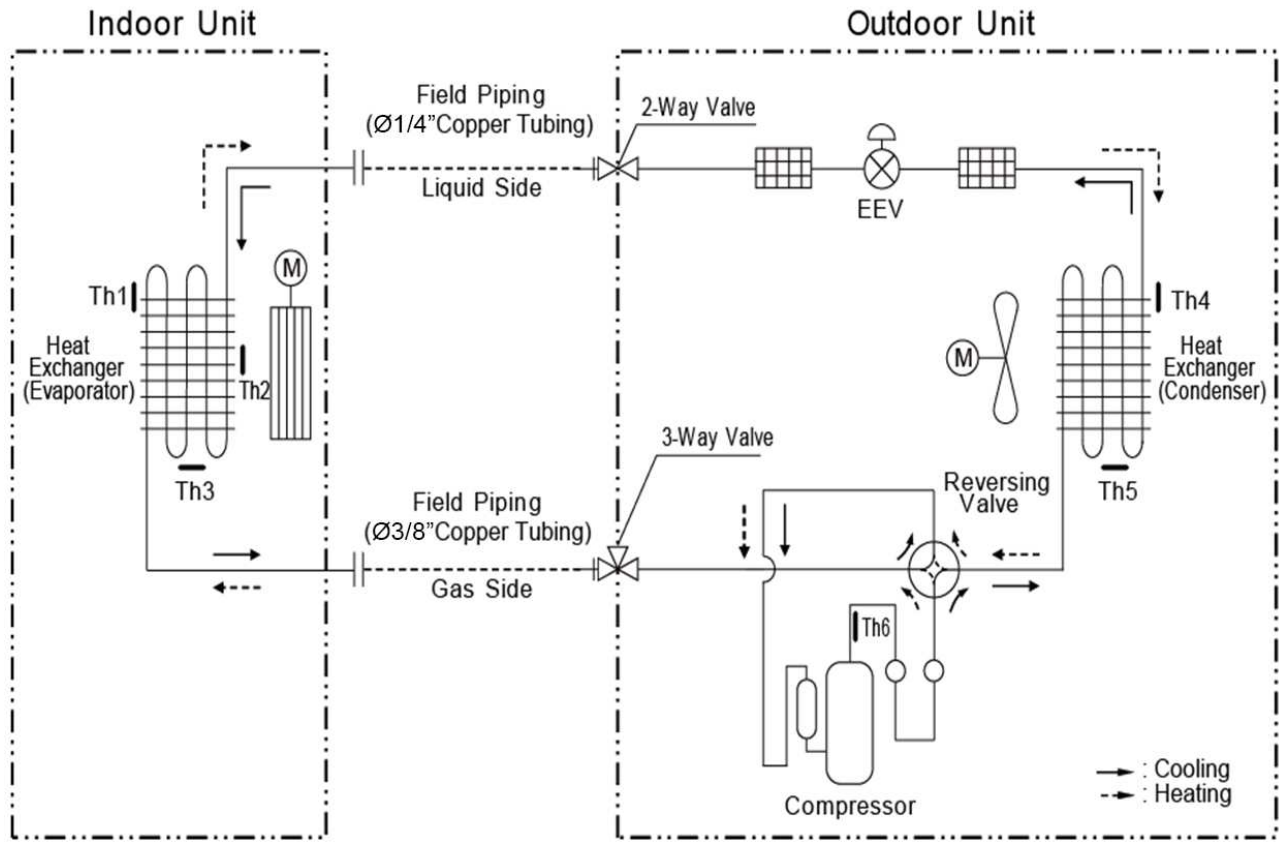 Indoor Unit
Outdoor Unit
Field Piping
(Ø1/4”Copper Tubing)
2-Way Valve
Liquid Side
EEV
M
Th1
Th4
Heat
Exchanger
(Evaporator)
Th2
M
Heat
Exchanger
(Condenser)
3-Way Valve
Th3
Th5
Reversing
Valve
Field Piping
(Ø3/8”Copper Tubing)
Gas Side
Th6
Compressor
: Cooling
: Heating